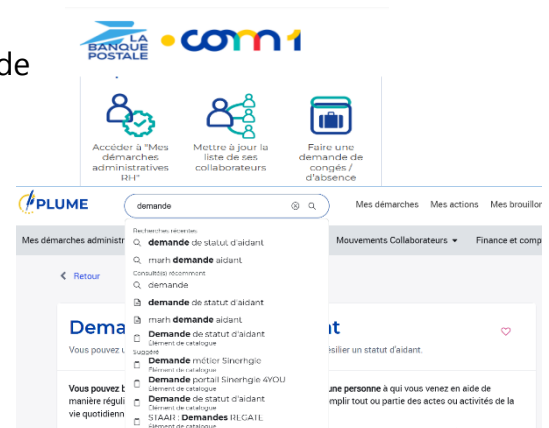 de
LA
BANQUE
POSTALE
com1
Accéder à "Mes
démarches
administratives
RH"
Mettre à jour la
liste de ses
collaborateurs
Faire une
demande de
congés /
d'absence
PLUME
demande
Mes démarches Mes actions Mes brouillon
Mes démarches administr
Mouvements Collaborateurs
Finance et comp
Recherches récentes
demande de statut d'aidant
marh demande aidant
Consulté(s) récemment
demande
demande de statut d'aidant
marh demande aidant
Demande de statut d'aidant
Élément de catalogue
Suggéré
Demande métier Sinerhgie
Élément de catalogue
Demande portail Sinerhgie 4YOU
Élément de catalogue
Demande de statut d'aidant
Élément de catalogue
STAAR : Demandes REGATE
Élément de catalogue
Retour
Dema
nt
Vous pouvez u
ésilier un statut d'aidant.
Vous pouvez b
une personne à qui vous venez en aide de
manière réguli
mplir tout ou partie des actes ou activités de la
vie quotidienn